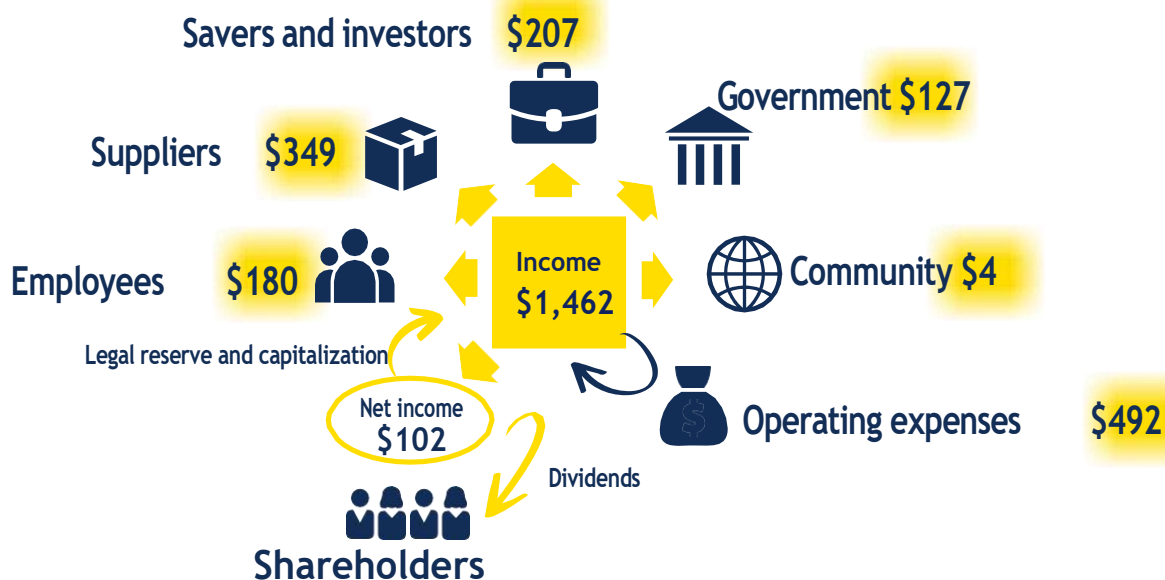 Savers and investors $207
Government $127
Suppliers $349
Income
$1,462
Employees $180
Community $4
Legal reserve and capitalization
Net income
$102
Operating expenses $492
Dividends
Shareholders
$